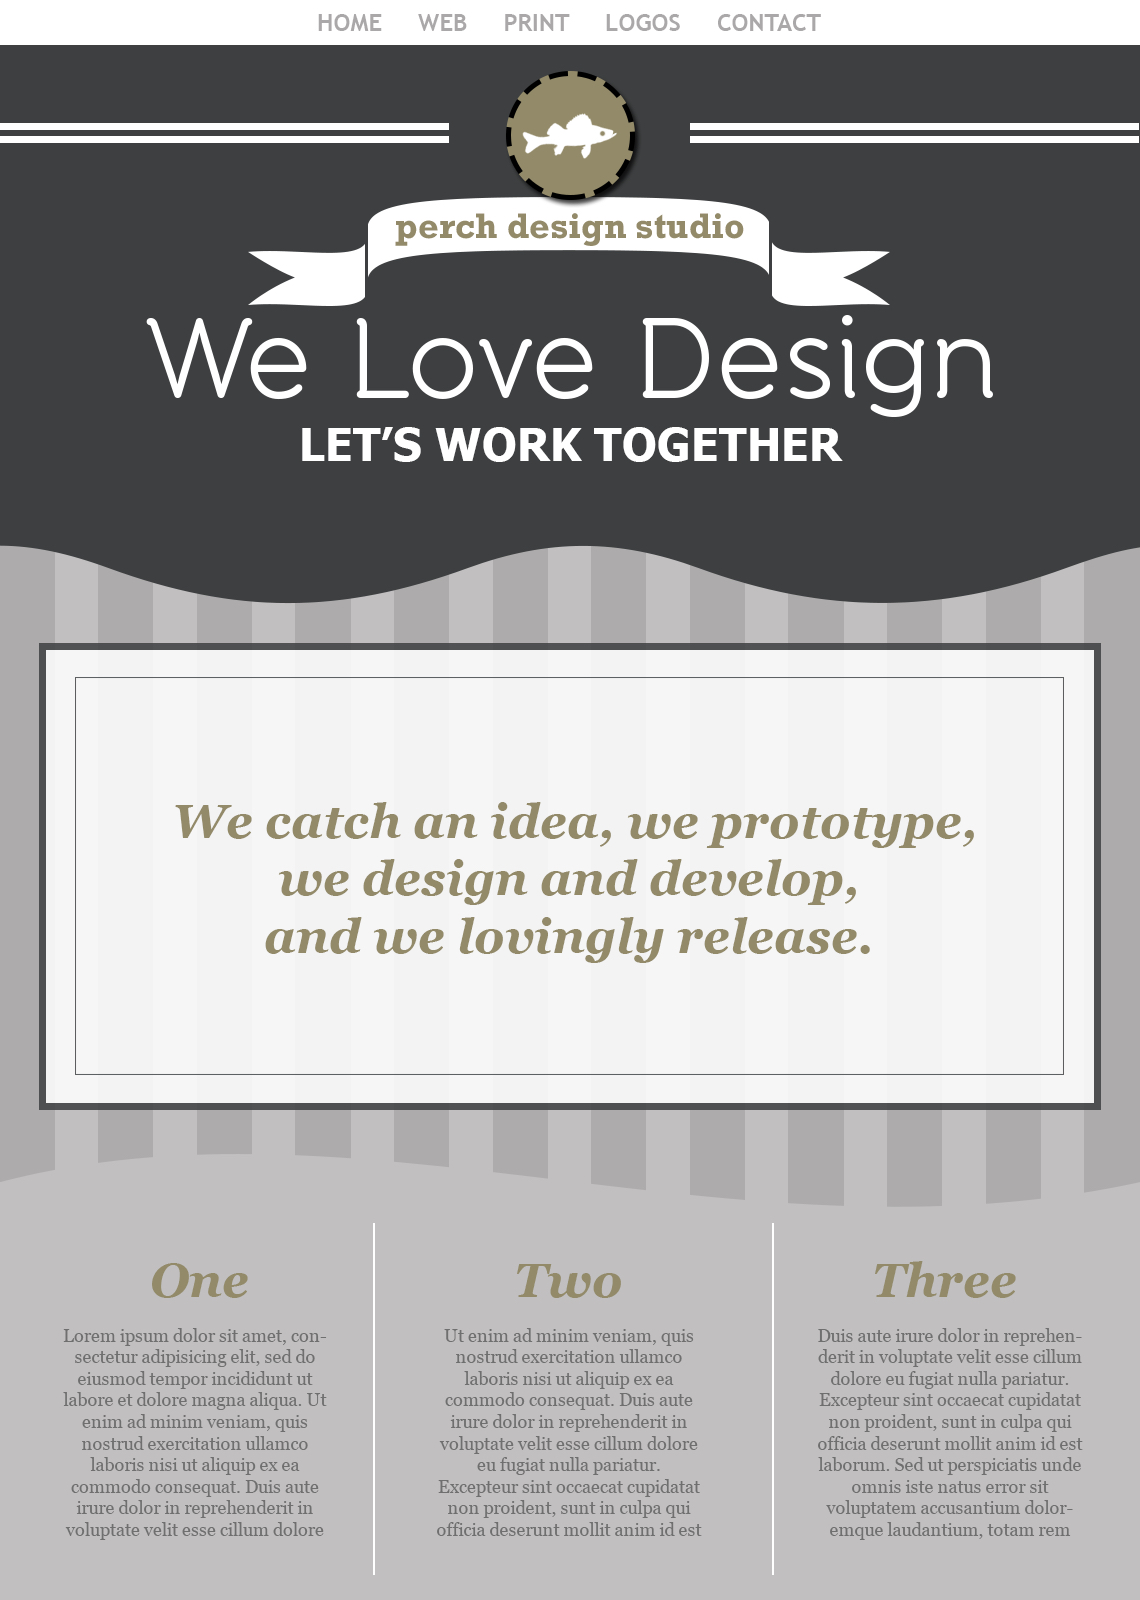 HOME WEB PRINT LOGOS CONTACT
perch design studio
We Love Design
LET'S WORK TOGETHER
We catch an idea, we prototype,
we design and develop,
and we lovingly release.
One
Lorem ipsum dolor sit amet, con-
sectetur adipisicing elit, sed do
eiusmod tempor incididunt ut
labore et dolore magna aliqua. Ut
enim ad minim veniam, quis
nostrud exercitation ullamco
laboris nisi ut aliquip ex ea
commodo consequat. Duis aute
irure dolor in reprehenderit in
voluptate velit esse cillum dolore
Two
Ut enim ad minim veniam, quis
nostrud exercitation ullamco
laboris nisi ut aliquip ex ea
commodo consequat. Duis aute
irure dolor in reprehenderit in
voluptate velit esse cillum dolore
eu fugiat nulla pariatur.
Excepteur sint occaecat cupidatat
non proident, sunt in culpa qui
officia deserunt mollit anim id est
Three
Duis aute irure dolor in reprehen-
derit in voluptate velit esse cillum
dolore eu fugiat nulla pariatur.
Excepteur sint occaecat cupidatat
non proident, sunt in culpa qui
officia deserunt mollit anim id est
laborum. Sed ut perspiciatis unde
omnis iste natus error sit
voluptatem accusantium dolor-
emque laudantium, totam rem